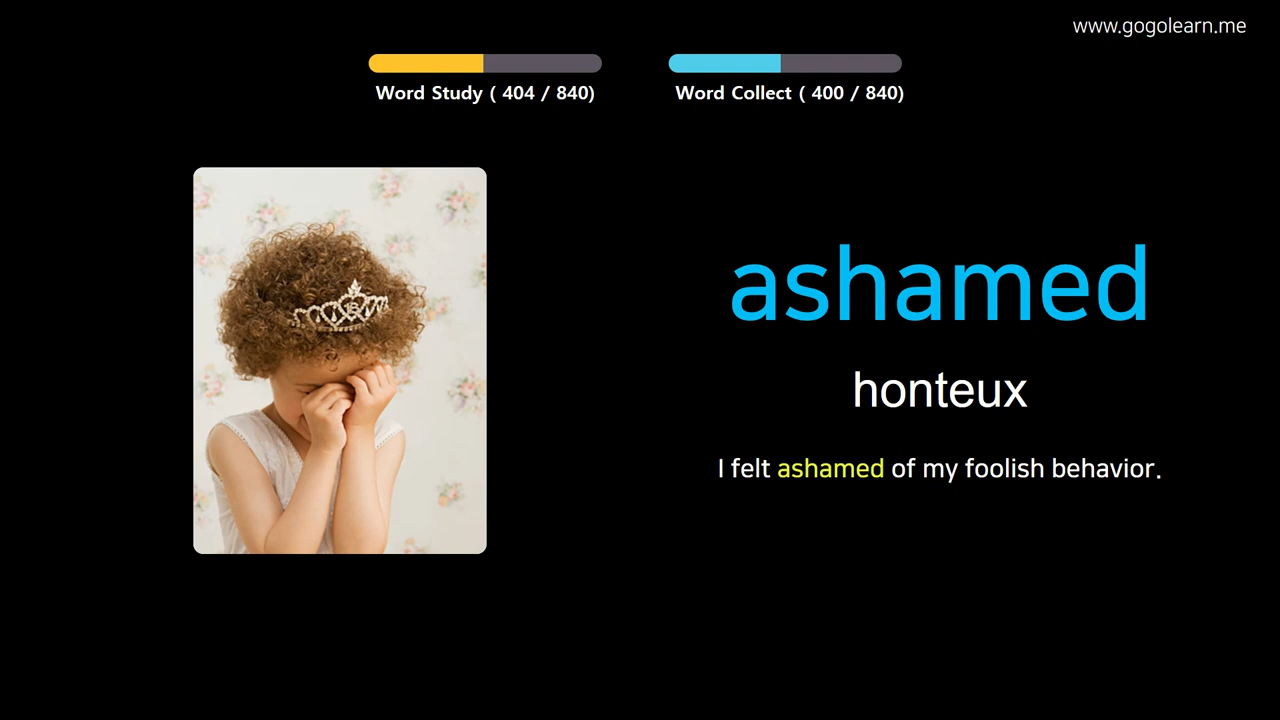 www.gogolearn.me
Word Study ( 404 / 840)
Word Collect ( 400 / 840)
ashamed
honteux
I felt ashamed of my foolish behavior.